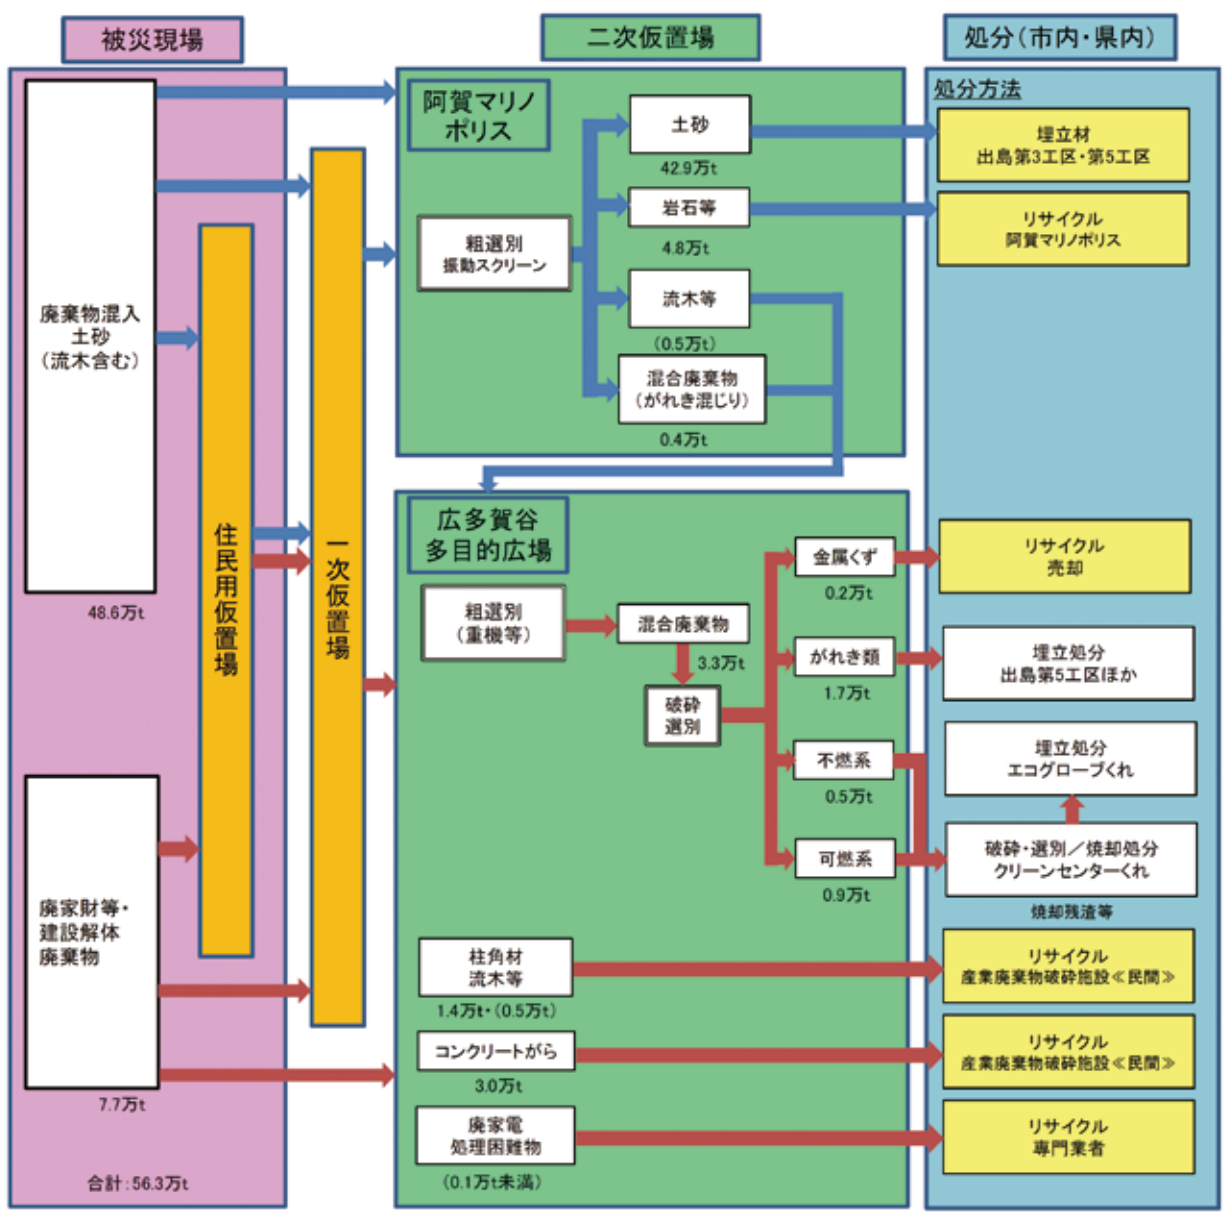 被災現場
廃棄物混入
土砂
（流木含む）
48.6万t
廃家財等・
建設解体
廃棄物
7.7万t
合計：56.3万t
住民用仮置場
一次仮置場
二次仮置場
阿賀マリノ
ポリス
粗選別
振動スクリーン
土砂
42.9万t
岩石等
4.8万t
流木等
（0.5万t）
混合廃棄物
（がれき混じり）
0.4万t
広多賀谷
多目的広場
粗選別
（重機等）
混合廃棄物
3.3万t
破砕
選別
金属くず
0.2万t
がれき類
1.7万t
不燃系
0.5万t
可燃系
0.9万t
柱角材
流木等
1.4万t・（0.5万t）
コンクリートがら
3.0万t
廃家電
処理困難物
（0.1万t未満）
処分（市内・県内）
処分方法
埋立材
出島第3工区・第5工区
リサイクル
阿賀マリノポリス
リサイクル
売却
埋立処分
出島第5工区ほか
埋立処分
エコグローブくれ
破砕・選別／焼却処分
クリーンセンターくれ
焼却残渣等
リサイクル
産業廃棄物破砕施設≪民間≫
リサイクル
産業廃棄物破砕施設≪民間≫
リサイクル
専門業者